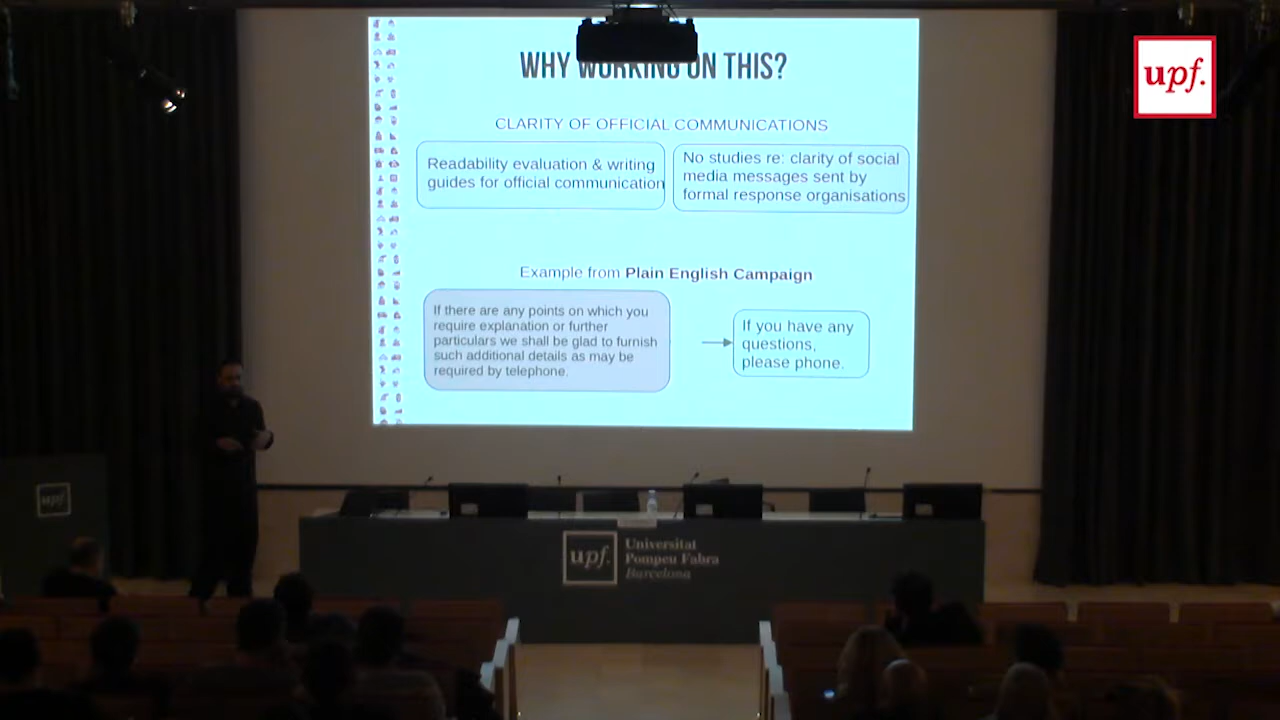 WHY WORKING ON THIS?
upf.
CLARITY OF OFFICIAL COMMUNICATIONS
Readability evaluation & writing
guides for official communication
No studies re: clarity of social
media messages sent by
formal response organisations
Example from Plain English Campaign
If there are any points on which you
require explanation or further
particulars we shall be glad to furnish
such additional details as may be
required by telephone.
If you have any
questions,
please phone.
upf.
upf.
Universitat
Pompeu Fabra
Barcelona